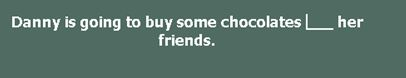 Danny is going to buy some chocolates ___ her
friends.